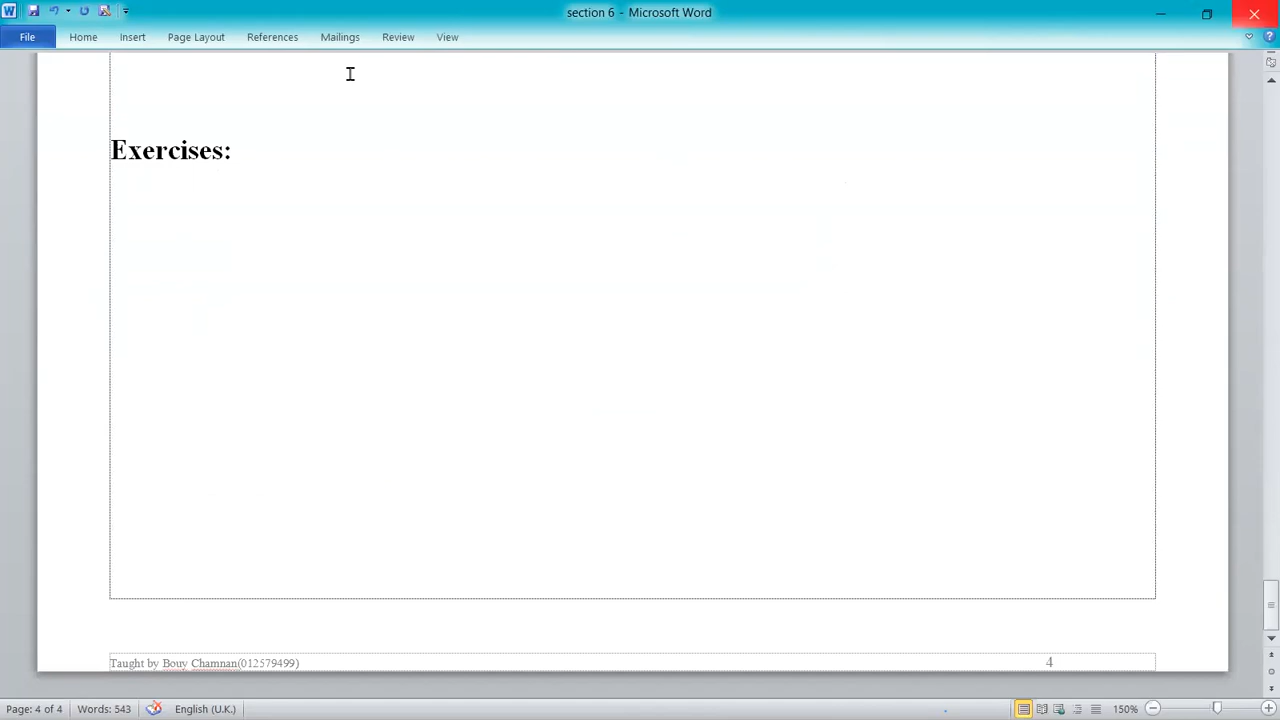 section 6 - Microsoft Word
File Home Insert Page Layout References Mailings Review View
Exercises:
Taught by Bouy Chamnan(012579499) 4
Page: 4 of 4 Words: 543 English (U.K.) 150%